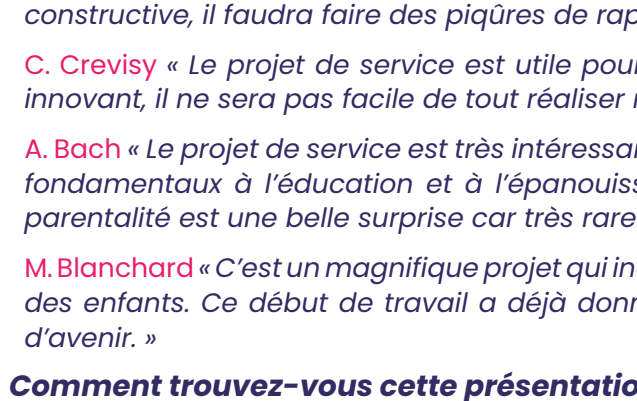 constructive, il faudra faire des piqûres de rap
C. Crevisy « Le projet de service est utile pour
innovant, il ne sera pas facile de tout réaliser
A. Bach « Le projet de service est très intéressa
fondamentaux à l’éducation et à l’épanouiss
parentalité est une belle surprise car très rare
M. Blanchard « C’est un magnifique projet qui in
des enfants. Ce début de travail a déjà donn
d’avenir. »
Comment trouvez-vous cette présentatio